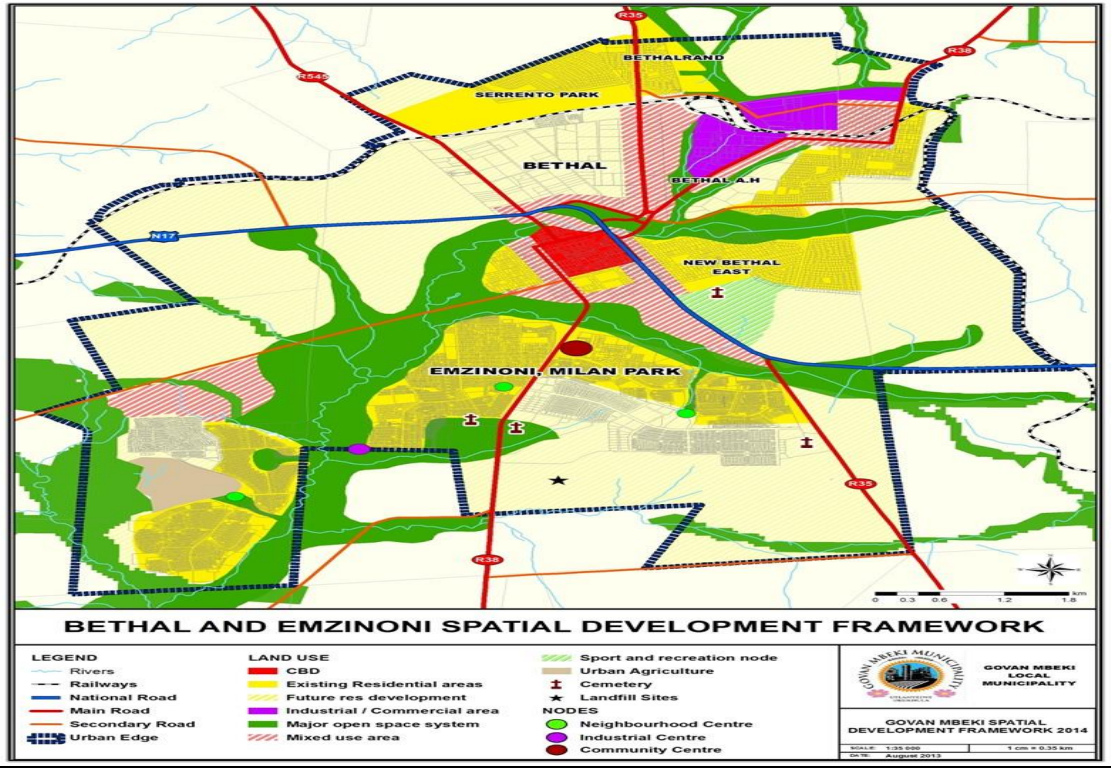 R35
R38
BETHALRAND
R545
SERRENTO PARK
BETHAL
BETHAL A.H
N17
NEW BETHAL
EAST
EMZINONI, MILAN PARK
R35
R38
km
0 0.3 0.6 1.2 1.8
BETHAL AND EMZINONI SPATIAL DEVELOPMENT FRAMEWORK
LEGEND
Rivers
Railways
National Road
Main Road
Secondary Road
Urban Edge
LAND USE
CBD
Existing Residential areas
Future res development
Industrial / Commercial area
Major open space system
Mixed use area
Sport and recreation node
Urban Agriculture
Cemetery
Landfill Sites
NODES
Neighbourhood Centre
Industrial Centre
Community Centre
GOVAN MBEKI MUNICIPALITY
GOVAN MBEKI
LOCAL
MUNICIPALITY
GOVAN MBEKI SPATIAL
DEVELOPMENT FRAMEWORK 2014
SCALE: 1:35 000
1 cm = 0.35 km
DATE: August 2013